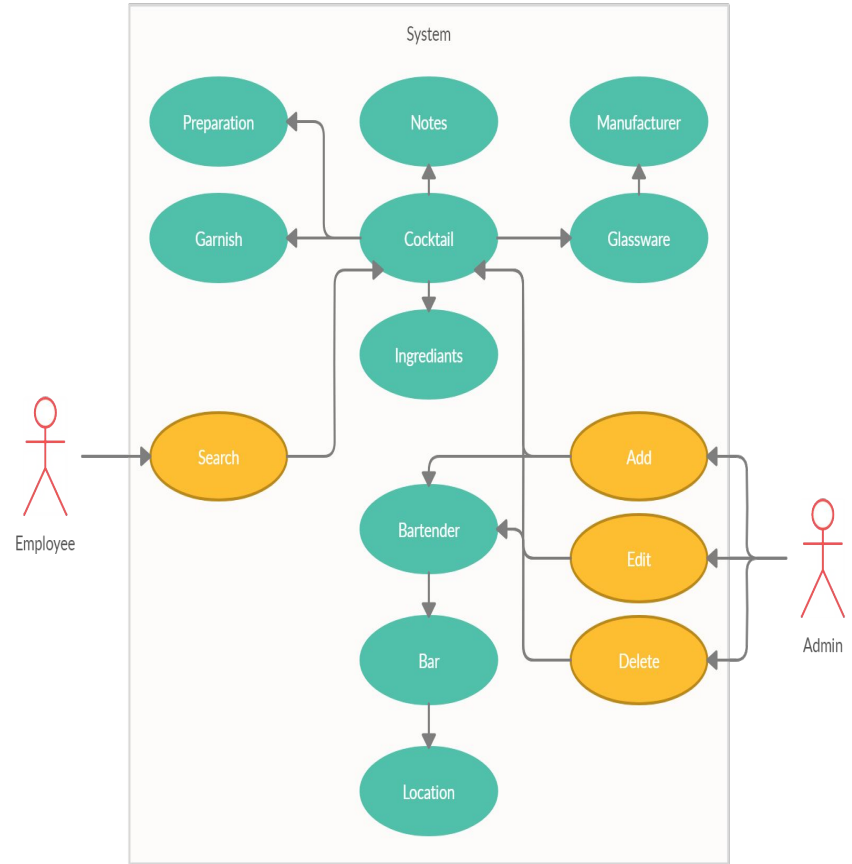 System
Preparation
Notes
Manufacturer
Garnish
Cocktail
Glassware
Ingrediants
Search
Add
Employee
Bartender
Edit
Admin
Bar
Delete
Location